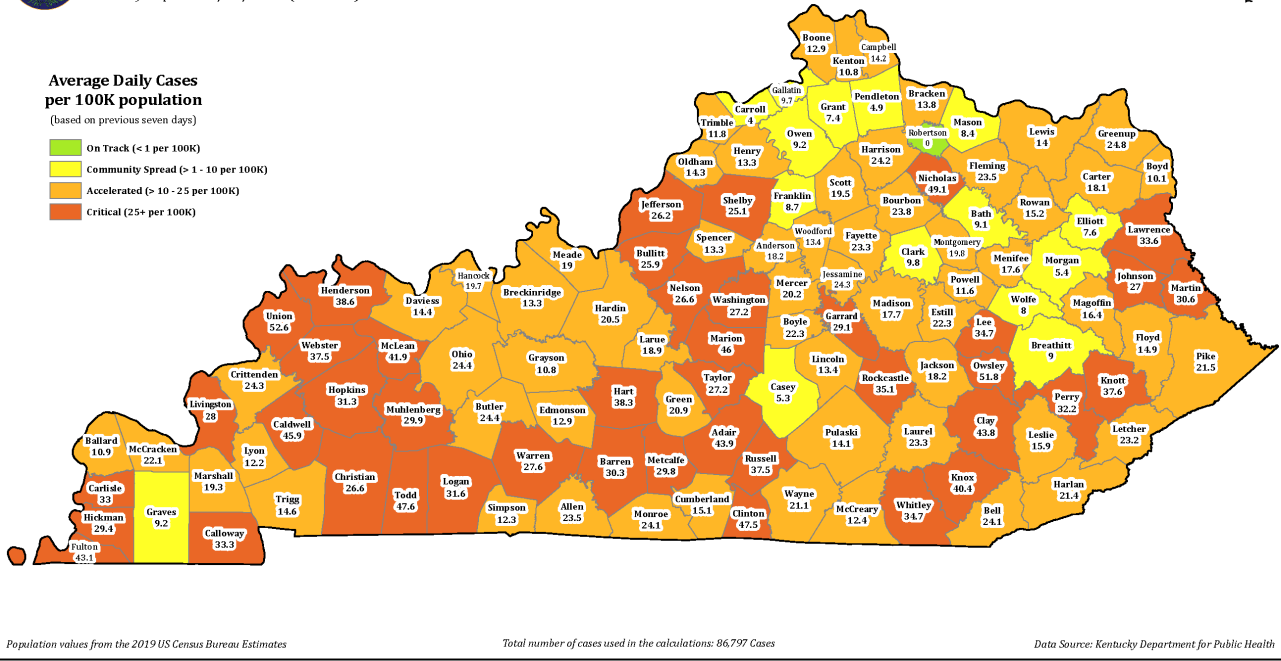 Average Daily Cases
per 100K population
(based on previous seven days)
On Track (< 1 per 100K)
Community Spread (> 1 - 10 per 100K)
Accelerated (> 10 - 25 per 100K)
Critical (25+ per 100K)
Boone
12.9
Kenton
10.8
Campbell
14.2
Gallatin
9.7
Carroll
4
Grant
7.4
Pendleton
4.9
Bracken
13.8
Mason
8.4
Robertson
0
Trimble
11.8
Owen
9.2
Lewis
14
Greenup
24.8
Henry
13.3
Harrison
24.2
Oldham
14.3
Fleming
23.5
Boyd
10.1
Nicholas
49.1
Carter
18.1
Scott
19.5
Jefferson
26.2
Shelby
25.1
Franklin
8.7
Bourbon
23.8
Bath
9.1
Rowan
15.2
Elliott
7.6
Lawrence
33.6
Spencer
13.3
Woodford
13.4
Fayette
23.3
Anderson
18.2
Clark
9.8
Montgomery
19.8
Bullitt
25.9
Meade
19
Menifee
17.6
Morgan
5.4
Johnson
27
Martin
30.6
Hancock
19.7
Nelson
26.6
Mercer
20.2
Jessamine
24.3
Powell
11.6
Henderson
38.6
Daviess
14.4
Breckinridge
13.3
Washington
27.2
Madison
17.7
Wolfe
8
Magoffin
16.4
Union
52.6
Hardin
20.5
Boyle
22.3
Garrard
29.1
Estill
22.3
Lee
34.7
Marion
46
Larue
18.9
Breathitt
9
Floyd
14.9
Webster
37.5
McLean
41.9
Ohio
24.4
Grayson
10.8
Lincoln
13.4
Pike
21.5
Crittenden
24.3
Jackson
18.2
Owsley
51.8
Taylor
27.2
Casey
5.3
Rockcastle
35.1
Knott
37.6
Hopkins
31.3
Hart
38.3
Livingston
28
Green
20.9
Perry
32.2
Muhlenberg
29.9
Butler
24.4
Edmonson
12.9
Caldwell
45.9
Adair
43.9
Pulaski
14.1
Laurel
23.3
Clay
43.8
Leslie
15.9
Letcher
23.2
Ballard
10.9
McCracken
22.1
Lyon
12.2
Warren
27.6
Barren
30.3
Metcalfe
29.8
Russell
37.5
Marshall
19.3
Christian
26.6
Logan
31.6
Knox
40.4
Harlan
21.4
Carlisle
33
Todd
47.6
Trigg
14.6
Cumberland
15.1
Wayne
21.1
Graves
9.2
Simpson
12.3
Allen
23.5
Monroe
24.1
Clinton
47.5
McCreary
12.4
Whitley
34.7
Bell
24.1
Hickman
29.4
Calloway
33.3
Fulton
43.1
Population values from the 2019 US Census Bureau Estimates
Total number of cases used in the calculations: 86,797 Cases
Data Source: Kentucky Department for Public Health